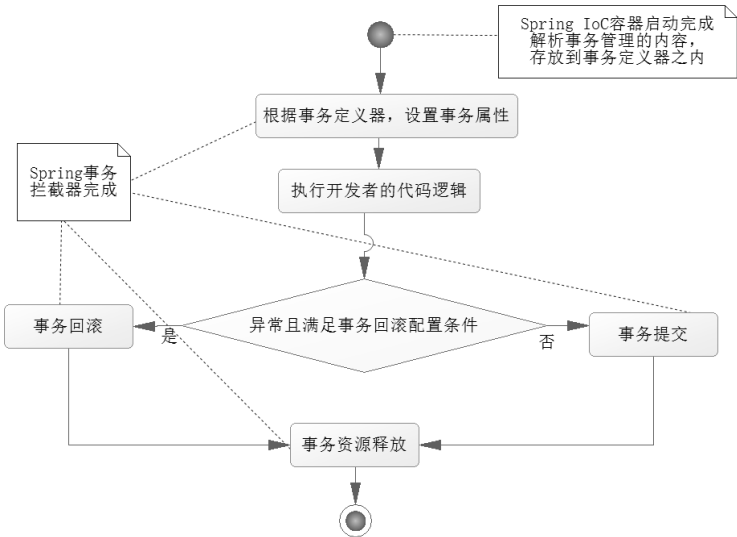 Spring IoC容器启动完成
解析事务管理的内容,
存放到事务定义器之内
根据事务定义器，设置事务属性
Spring事务
拦截器完成
执行开发者的代码逻辑
事务回滚
是
异常且满足事务回滚配置条件
否
事务提交
事务资源释放